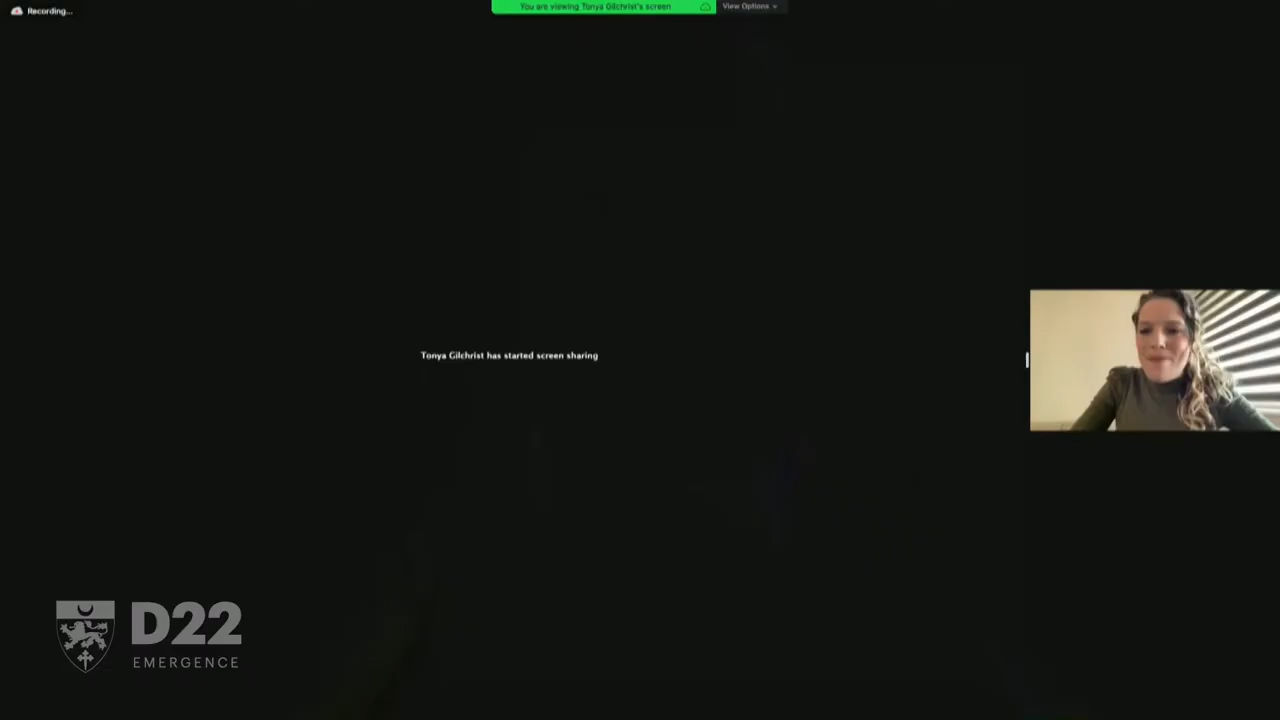 Recording...
You are viewing Tonya Gilchrist's screen
View Options
Tonya Gilchrist has started screen sharing
D22
EMERGENCE